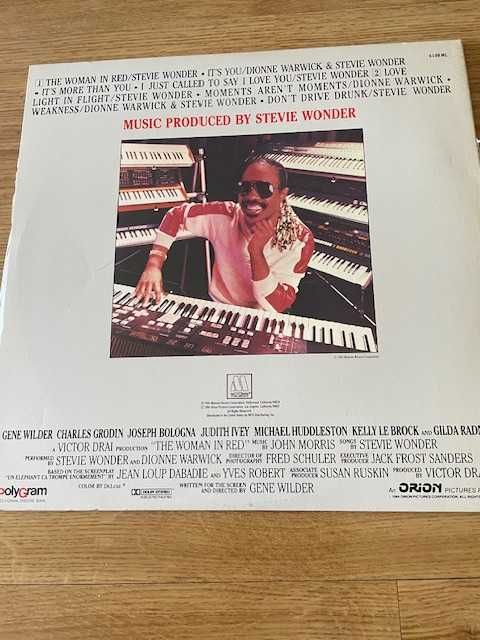 6108 ML
1 THE WOMAN IN RED/STEVIE WONDER • IT'S YOU/DIONNE WARWICK & STEVIE WONDER
• IT'S MORE THAN YOU • I JUST CALLED TO SAY I LOVE YOU/STEVIE WONDER 2 LOVE
LIGHT IN FLIGHT/STEVIE WONDER • MOMENTS AREN'T MOMENTS/DIONNE WARWICK •
WEAKNESS/DIONNE WARWICK & STEVIE WONDER • DON'T DRIVE DRUNK/STEVIE WONDER
MUSIC PRODUCED BY STEVIE WONDER
M
GENE WILDER CHARLES GRODIN JOSEPH BOLOGNA JUDITH IVEY MICHAEL HUDDLESTON KELLY LE BROCK AND GILDA RADN
A VICTOR DRAI PRODUCTION "THE WOMAN IN RED" MUSIC BY JOHN MORRIS SONGS BY STEVIE WONDER
PERFORMED BY STEVIE WONDER AND DIONNE WARWICK DIRECTOR OF PHOTOGRAPHY FRED SCHULER EXECUTIVE PRODUCER JACK FROST SANDERS
BASED ON THE SCREENPLAY "UN ELEPHANT CA TROMPE ENORMEMENT" BY JEAN LOUP DABADIE AND YVES ROBERT ASSOCIATE PRODUCER SUSAN RUSKIN PRODUCED BY VICTOR DRA
polyGram COLOR BY DeLuxe DOLBY STEREO WRITTEN FOR THE SCREEN AND DIRECTED BY GENE WILDER An ORION PICTURES R